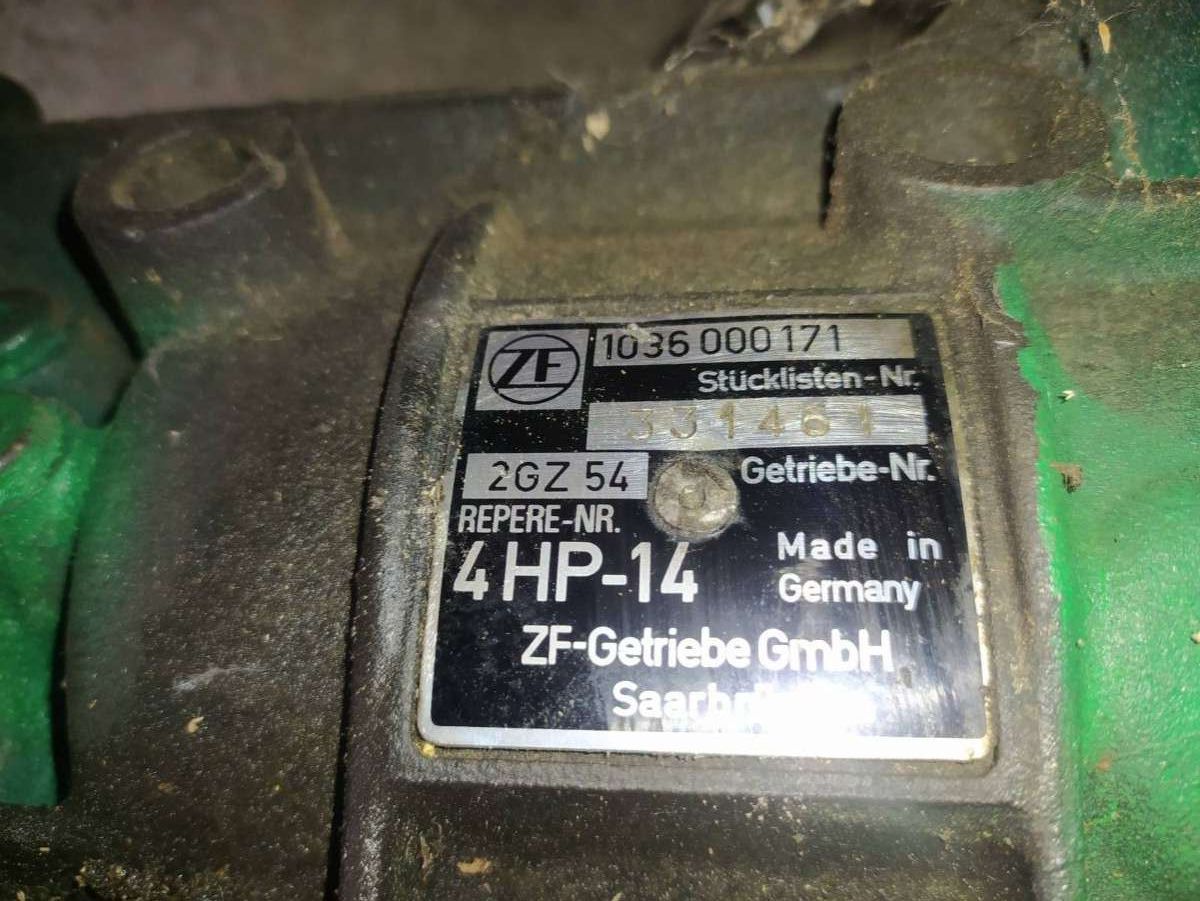 ZF
1036 000 171
Stücklisten-Nr.
331461
2GZ 54
Getriebe-Nr.
REPERE-NR.
4 HP-14
Made in
Germany
ZF-Getriebe GmbH